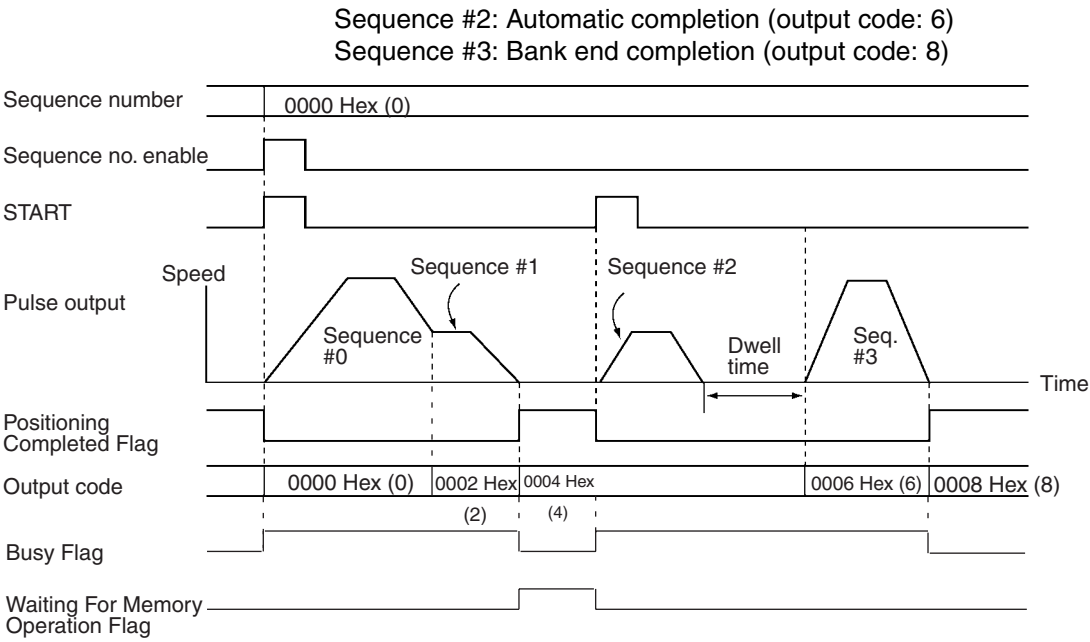 Sequence #2: Automatic completion (output code: 6)
Sequence #3: Bank end completion (output code: 8)
Sequence number
0000 Hex (0)
Sequence no. enable
START
Speed
Sequence #1
Sequence #2
Pulse output
Sequence
#0
Dwell
time
Seq.
#3
Time
Positioning
Completed Flag
Output code
0000 Hex (0)
0002 Hex
(2)
0004 Hex
(4)
0006 Hex (6)
0008 Hex (8)
Busy Flag
Waiting For Memory
Operation Flag